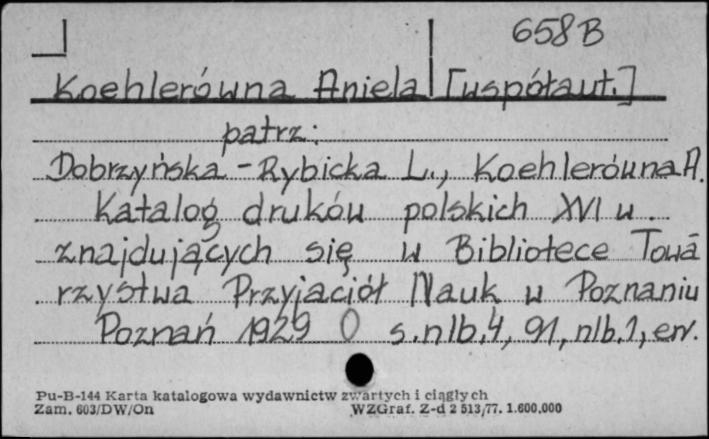 658B
Koehlerówna Aniela [współaut.]
patrz:
Dobrzyńska-Rybicka L., Koehlerówna A.
Katalog druków polskich XVI w.
znajdujących się w Bibliotece Towa
rzystwa Przyjaciół Nauk w Poznaniu
Poznań 1929 O s.nlb.4, 91, nlb.1, err.
Pu-B-144 Karta katalogowa wydawnictw zwartych i ciągłych
Zam. 603/DW/On WZGraf. Z-d 2 513/77. 1.600.000